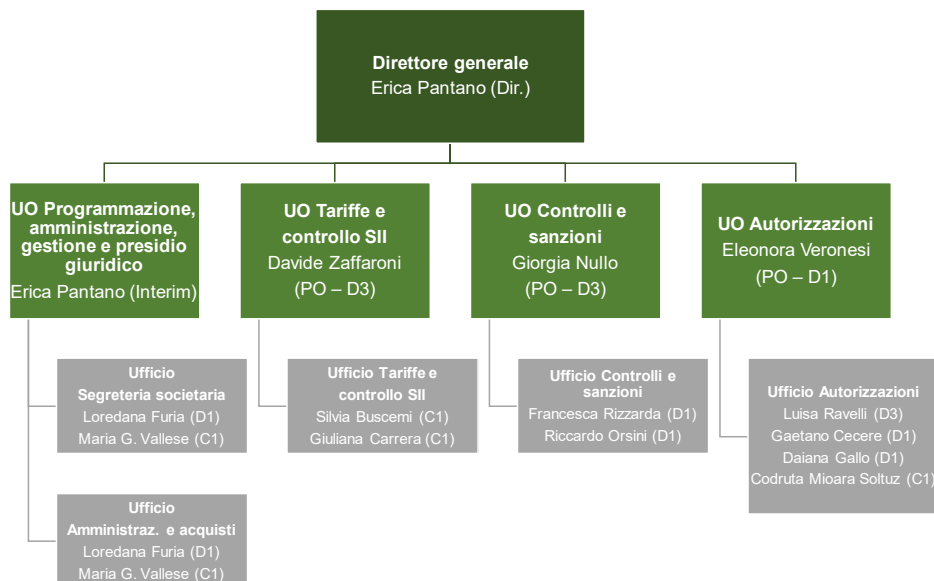 Direttore generale
Erica Pantano (Dir.)
UO Programmazione,
amministrazione,
gestione e presidio
giuridico
Erica Pantano (Interim)
UO Tariffe e
controllo SII
Davide Zaffaroni
(PO – D3)
UO Controlli e
sanzioni
Giorgia Nullo
(PO – D3)
UO Autorizzazioni
Eleonora Veronesi
(PO – D1)
Ufficio
Segreteria societaria
Loredana Furia (D1)
Maria G. Vallese (C1)
Ufficio
Amministraz. e acquisti
Loredana Furia (D1)
Maria G. Vallese (C1)
Ufficio Tariffe e
controllo SII
Silvia Buscemi (C1)
Giuliana Carrera (C1)
Ufficio Controlli e
sanzioni
Francesca Rizzarda (D1)
Riccardo Orsini (D1)
Ufficio Autorizzazioni
Luisa Ravelli (D3)
Gaetano Cecere (D1)
Daiana Gallo (D1)
Codruta Mioara Soltuz (C1)